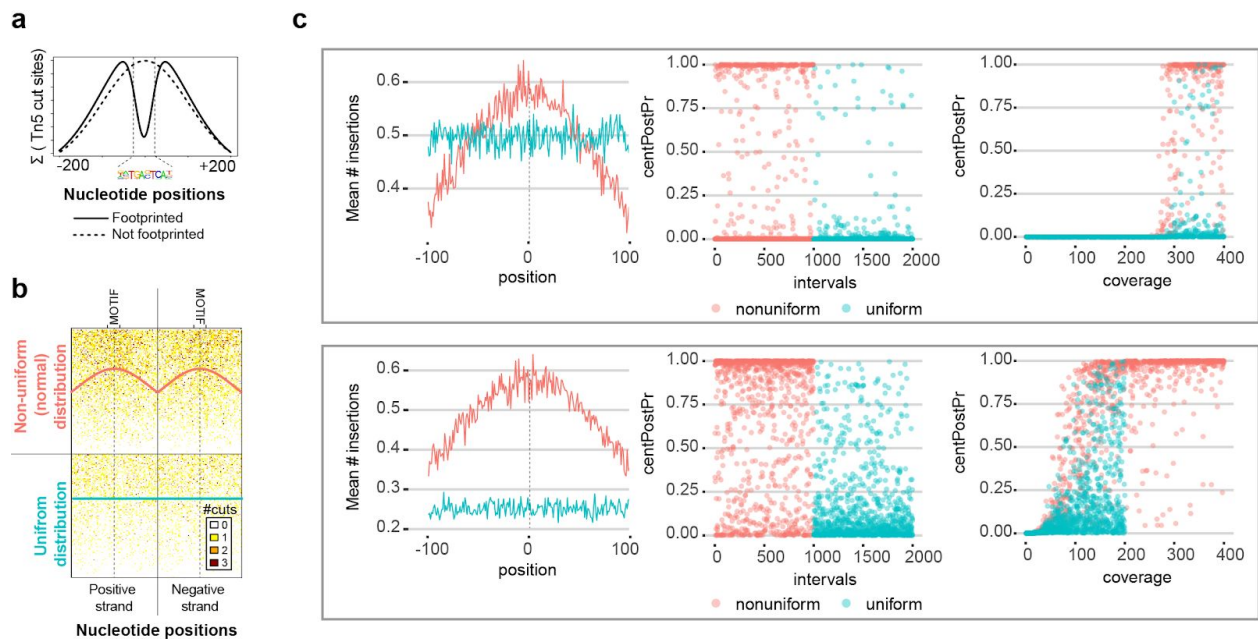 a
Σ ( Tn5 cut sites)
-200
+200
TGASTCA
Nucleotide positions
Footprinted
Not footprinted
b
MOTIF
MOTIF
Non-uniform
(normal)
distribution
Unifrom
distribution
#cuts
0
1
2
3
Positive
strand
Negative
strand
Nucleotide positions
c
Mean # insertions
0.6
0.5
0.4
-100
0
100
position
centPostPr
1.00
0.75
0.50
0.25
0.00
0
500
1000
1500
2000
intervals
centPostPr
1.00
0.75
0.50
0.25
0.00
0
100
200
300
400
coverage
nonuniform
uniform
Mean # insertions
0.6
0.5
0.4
0.3
0.2
-100
0
100
position
centPostPr
1.00
0.75
0.50
0.25
0.00
0
500
1000
1500
2000
intervals
centPostPr
1.00
0.75
0.50
0.25
0.00
0
100
200
300
400
coverage
nonuniform
uniform